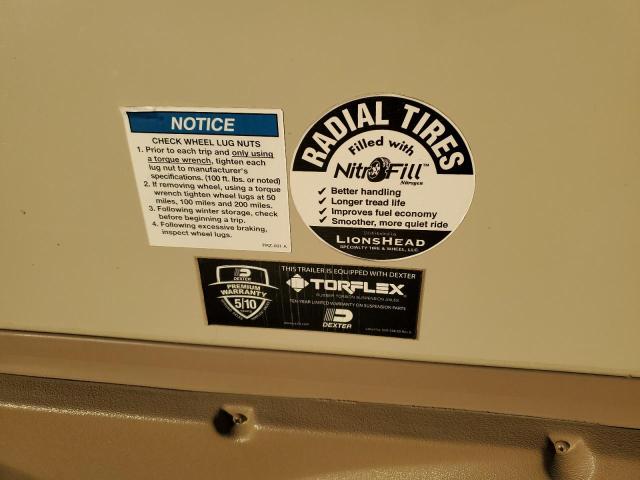 NOTICE
CHECK WHEEL LUG NUTS
1. Prior to each trip and only using
a torque wrench, tighten each
lug nut to manufacturer's
specifications. (100 ft. lbs. or noted)
2. If removing wheel, using a torque
wrench tighten wheel lugs at 50
miles, 100 miles and 200 miles.
3. Following winter storage, check
before beginning a trip.
4. Following excessive braking,
inspect wheel lugs.
RADIAL TIRES
Filled with
NitroFill™
Nitrogen
✓ Better handling
✓ Longer tread life
✓ Improves fuel economy
✓ Smoother, more quiet ride
Distributed by
LIONSHEAD
SPECIALTY TIRE & WHEEL, LLC
DEXTER
PREMIUM
WARRANTY
5|10
YEARS
THIS TRAILER IS EQUIPPED WITH DEXTER
TORFLEX®
RUBBER TORSION SUSPENSION AXLES
TEN-YEAR LIMITED WARRANTY ON SUSPENSION PARTS
DEXTER